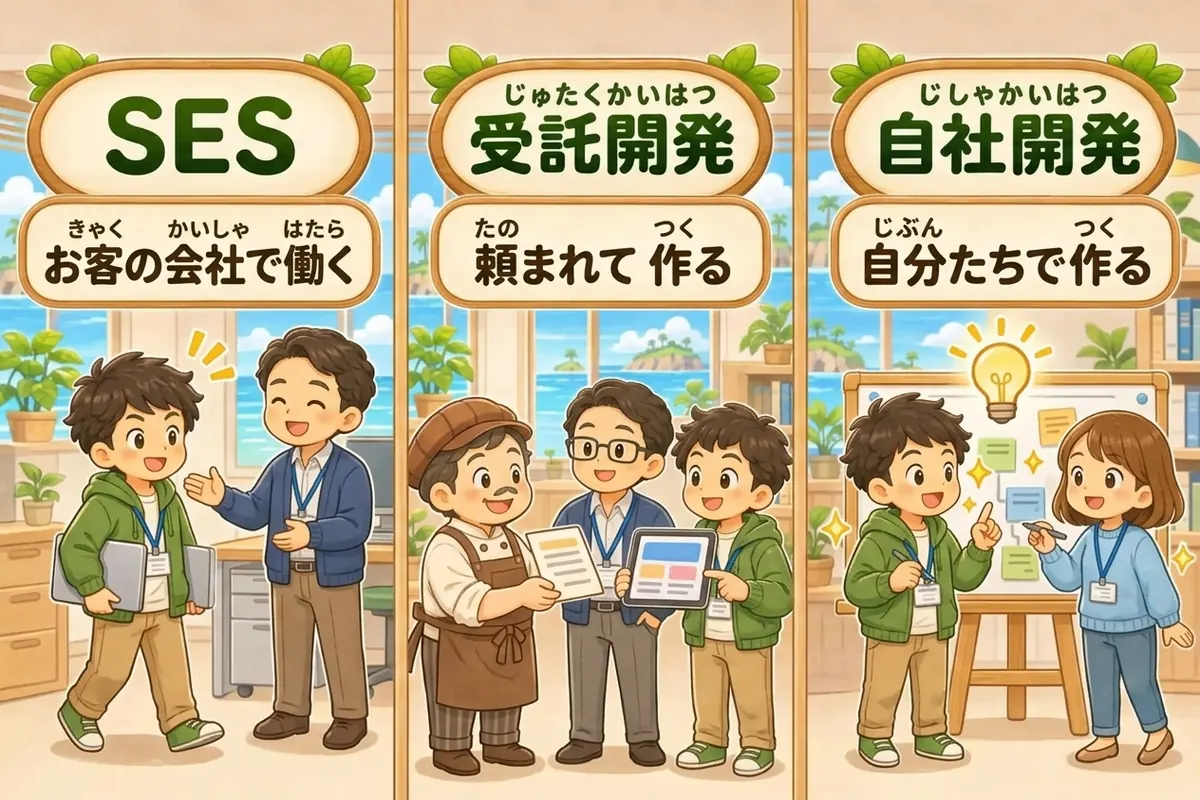 SES
きゃく かいしゃ はたら
お客の会社で働く
じゅたくかいはつ
受託開発
たの つく
頼まれて 作る
じしゃかいはつ
自社開発
じぶん つく
自分たちで作る